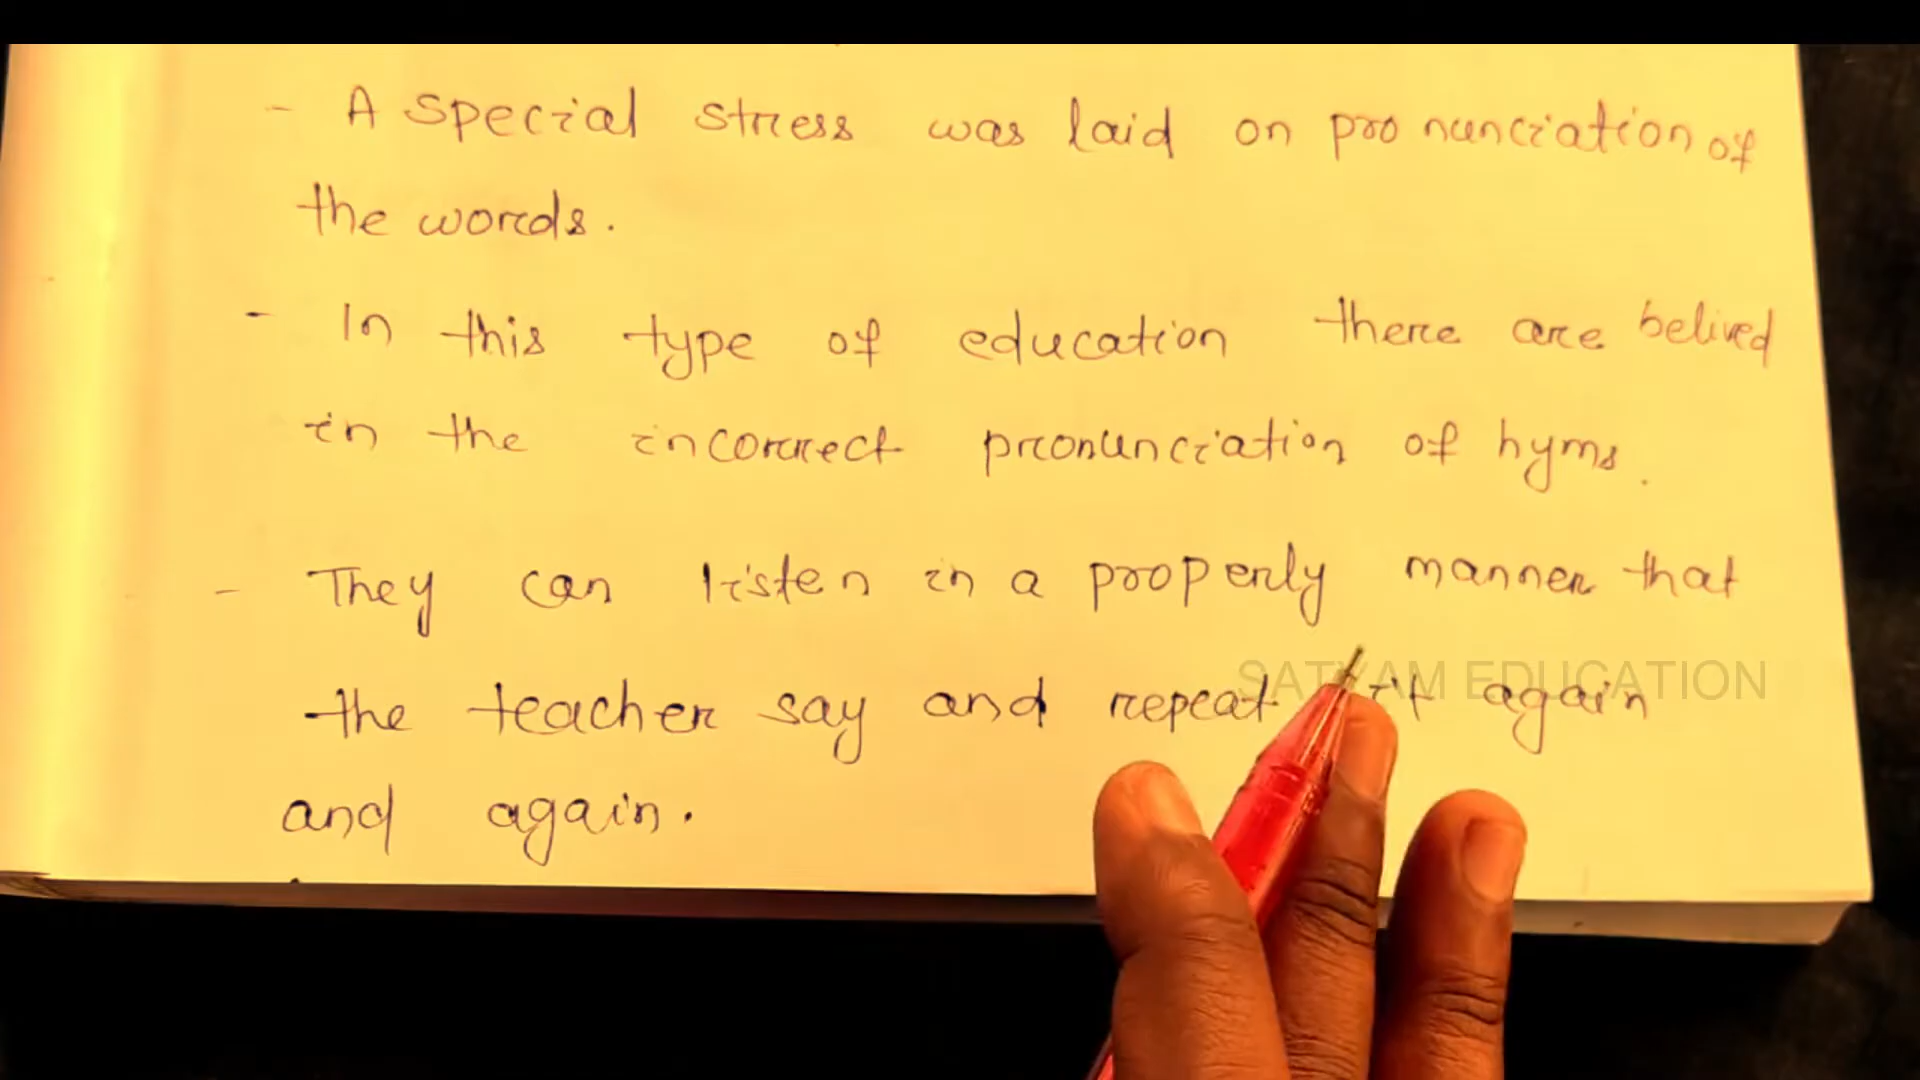 - A special stress was laid on pronunciation of
the words.
- In this type of education there are belived
in the incorrect pronunciation of hyms.
- They can listen in a properly manner that
SATYAM EDUCATION
the teacher say and repeat it again
and again.